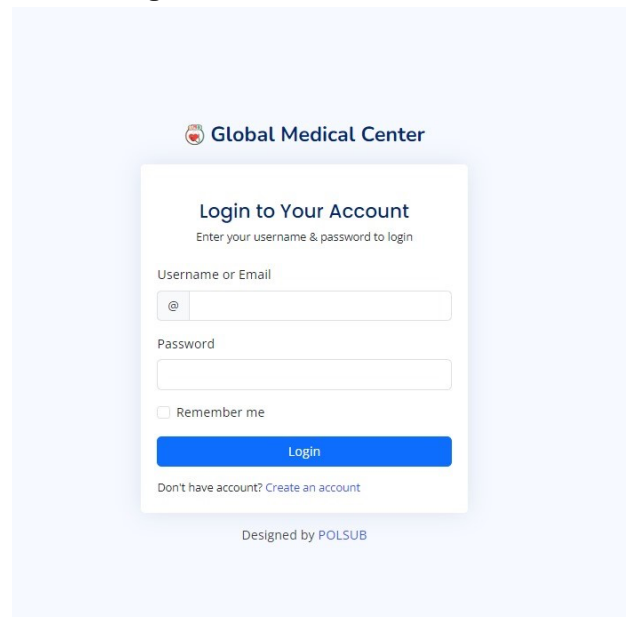 Global Medical Center
Login to Your Account
Enter your username & password to login
Username or Email
@
Password
Remember me
Login
Don't have account? Create an account
Designed by POLSUB